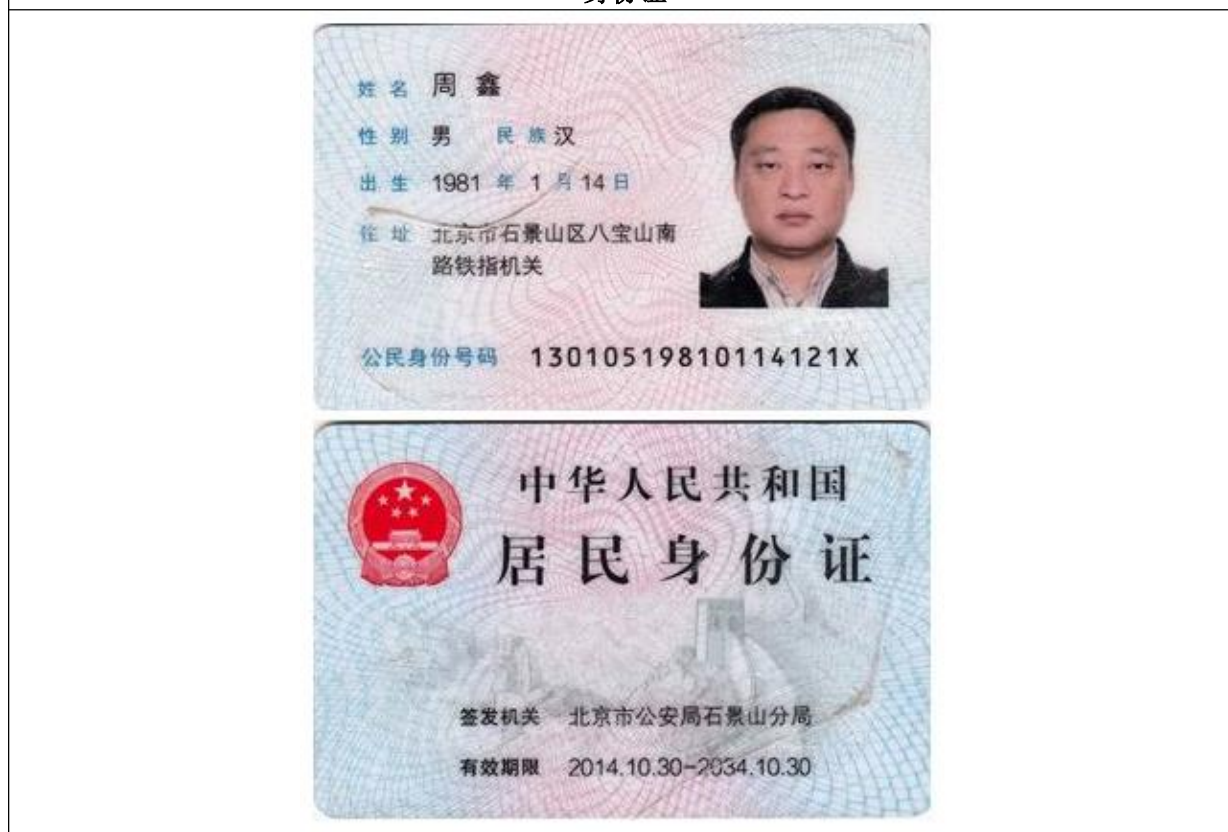 身份证
姓名 周鑫
性别 男 民族 汉
出生 1981 年 1 月 14 日
住址 北京市石景山区八宝山南
路铁指机关
公民身份号码 13010519810114121X
中华人民共和国
居民身份证
签发机关 北京市公安局石景山分局
有效期限 2014.10.30-2034.10.30